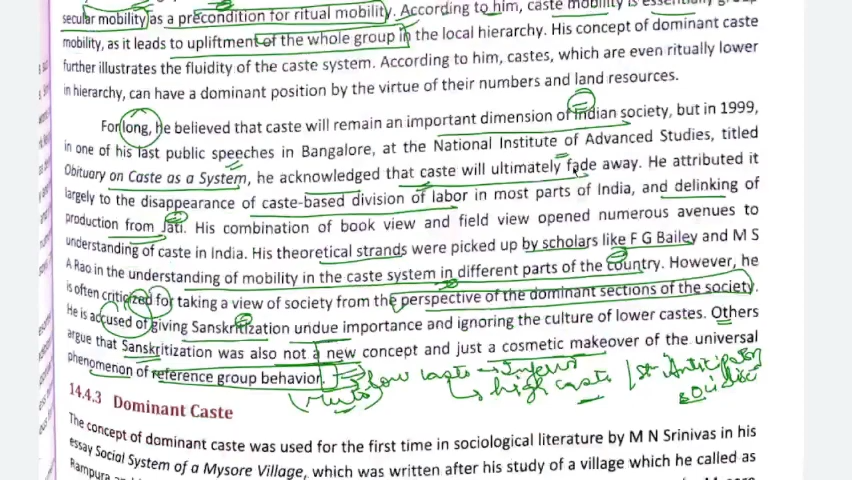 secular mobility as a precondition for ritual mobility. According to him, caste mobility is essentially group
mobility, as it leads to upliftment of the whole group in the local hierarchy. His concept of dominant caste
further illustrates the fluidity of the caste system. According to him, castes, which are even ritually lower
in hierarchy, can have a dominant position by the virtue of their numbers and land resources.
For long, he believed that caste will remain an important dimension of Indian society, but in 1999,
in one of his last public speeches in Bangalore, at the National Institute of Advanced Studies, titled
Obituary on Caste as a System, he acknowledged that caste will ultimately fade away. He attributed it
largely to the disappearance of caste-based division of labor in most parts of India, and delinking of
production from Jati. His combination of book view and field view opened numerous avenues to
understanding of caste in India. His theoretical strands were picked up by scholars like F G Bailey and M S
A Rao in the understanding of mobility in the caste system in different parts of the country. However, he
is often criticized for taking a view of society from the perspective of the dominant sections of the society.
He is accused of giving Sanskritization undue importance and ignoring the culture of lower castes. Others
argue that Sanskritization was also not a new concept and just a cosmetic makeover of the universal
phenomenon of reference group behavior.
low caste
high caste
14.4.3 Dominant Caste
The concept of dominant caste was used for the first time in sociological literature by M N Srinivas in his
essay Social System of a Mysore Village, which was written after his study of a village which he called as
Rampura